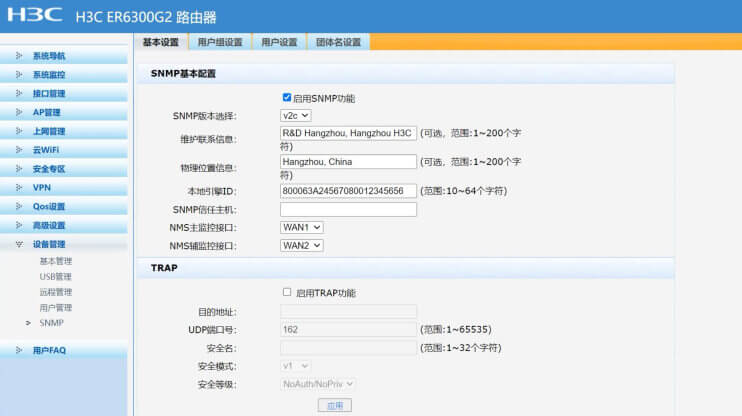 H3C H3C ER6300G2 路由器
基本设置 用户组设置 用户设置 团体名设置
系统导航
系统监控
接口管理
AP管理
上网管理
云WiFi
安全专区
VPN
Qos设置
高级设置
设备管理
基本管理
USB管理
远程管理
用户管理
> SNMP
用户FAQ
SNMP基本配置
启用SNMP功能
SNMP版本选择: v2c
维护联系信息: R&D Hangzhou, Hangzhou H3C (可选, 范围:1~200个字
符)
物理位置信息: Hangzhou, China (可选, 范围:1~200个字
符)
本地引擎ID: 800063A24567080012345656 (范围:10~64个字符)
SNMP信任主机:
NMS主监控接口: WAN1
NMS辅监控接口: WAN2
TRAP
启用TRAP功能
目的地址:
UDP端口号: 162 (范围:1~65535)
安全名: (范围:1~32个字符)
安全模式: v1
安全等级: NoAuth/NoPriv
应用